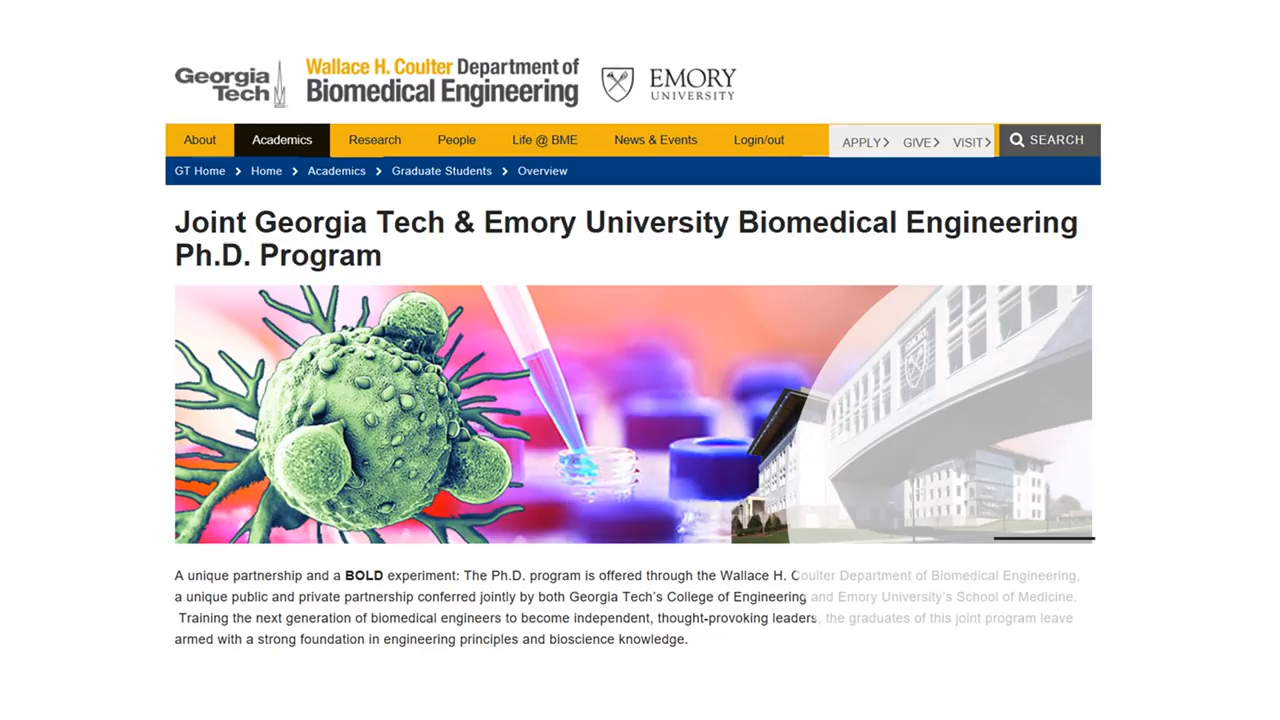 Georgia Tech
Wallace H. Coulter Department of
Biomedical Engineering
EMORY
UNIVERSITY
About Academics Research People Life @ BME News & Events Login/out APPLY GIVE VISIT SEARCH
GT Home Home Academics Graduate Students Overview
Joint Georgia Tech & Emory University Biomedical Engineering
Ph.D. Program
EMORY
A unique partnership and a BOLD experiment: The Ph.D. program is offered through the Wallace H. Coulter Department of Biomedical Engineering,
a unique public and private partnership conferred jointly by both Georgia Tech's College of Engineering and Emory University's School of Medicine.
Training the next generation of biomedical engineers to become independent, thought-provoking leaders, the graduates of this joint program leave
armed with a strong foundation in engineering principles and bioscience knowledge.